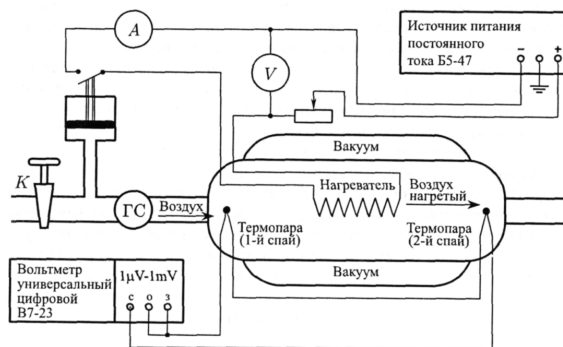 A
Источник питания
постоянного
тока Б5-47
− +
V
Вакуум
К
ГС
Воздух
Нагреватель
Воздух
нагретый
Термопара
(1-й спай)
Термопара
(2-й спай)
Вакуум
Вольтметр
универсальный
цифровой
В7-23
1μV-1mV
с о з